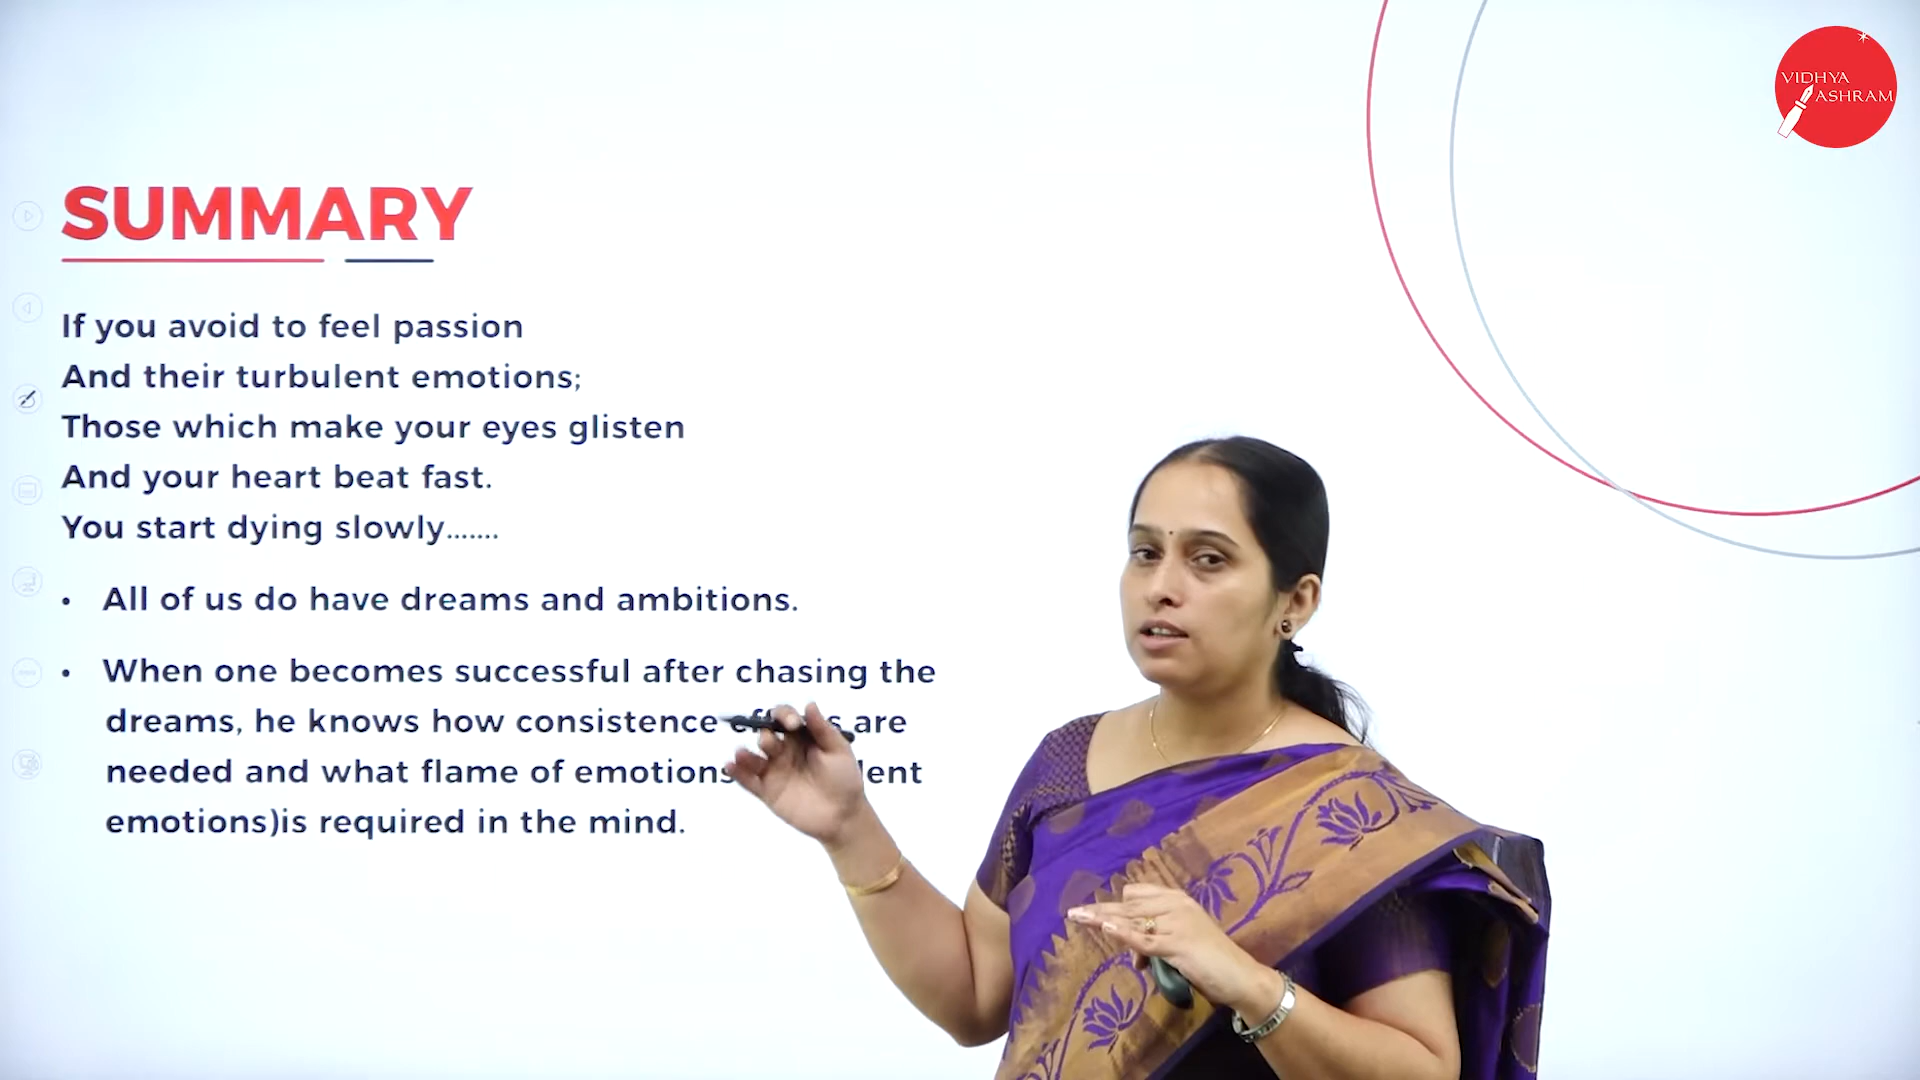 VIDHYA
ASHRAM
SUMMARY
If you avoid to feel passion
And their turbulent emotions;
Those which make your eyes glisten
And your heart beat fast.
You start dying slowly.......
• All of us do have dreams and ambitions.
• When one becomes successful after chasing the
dreams, he knows how consistence are
needed and what flame of emotions
emotions)is required in the mind.